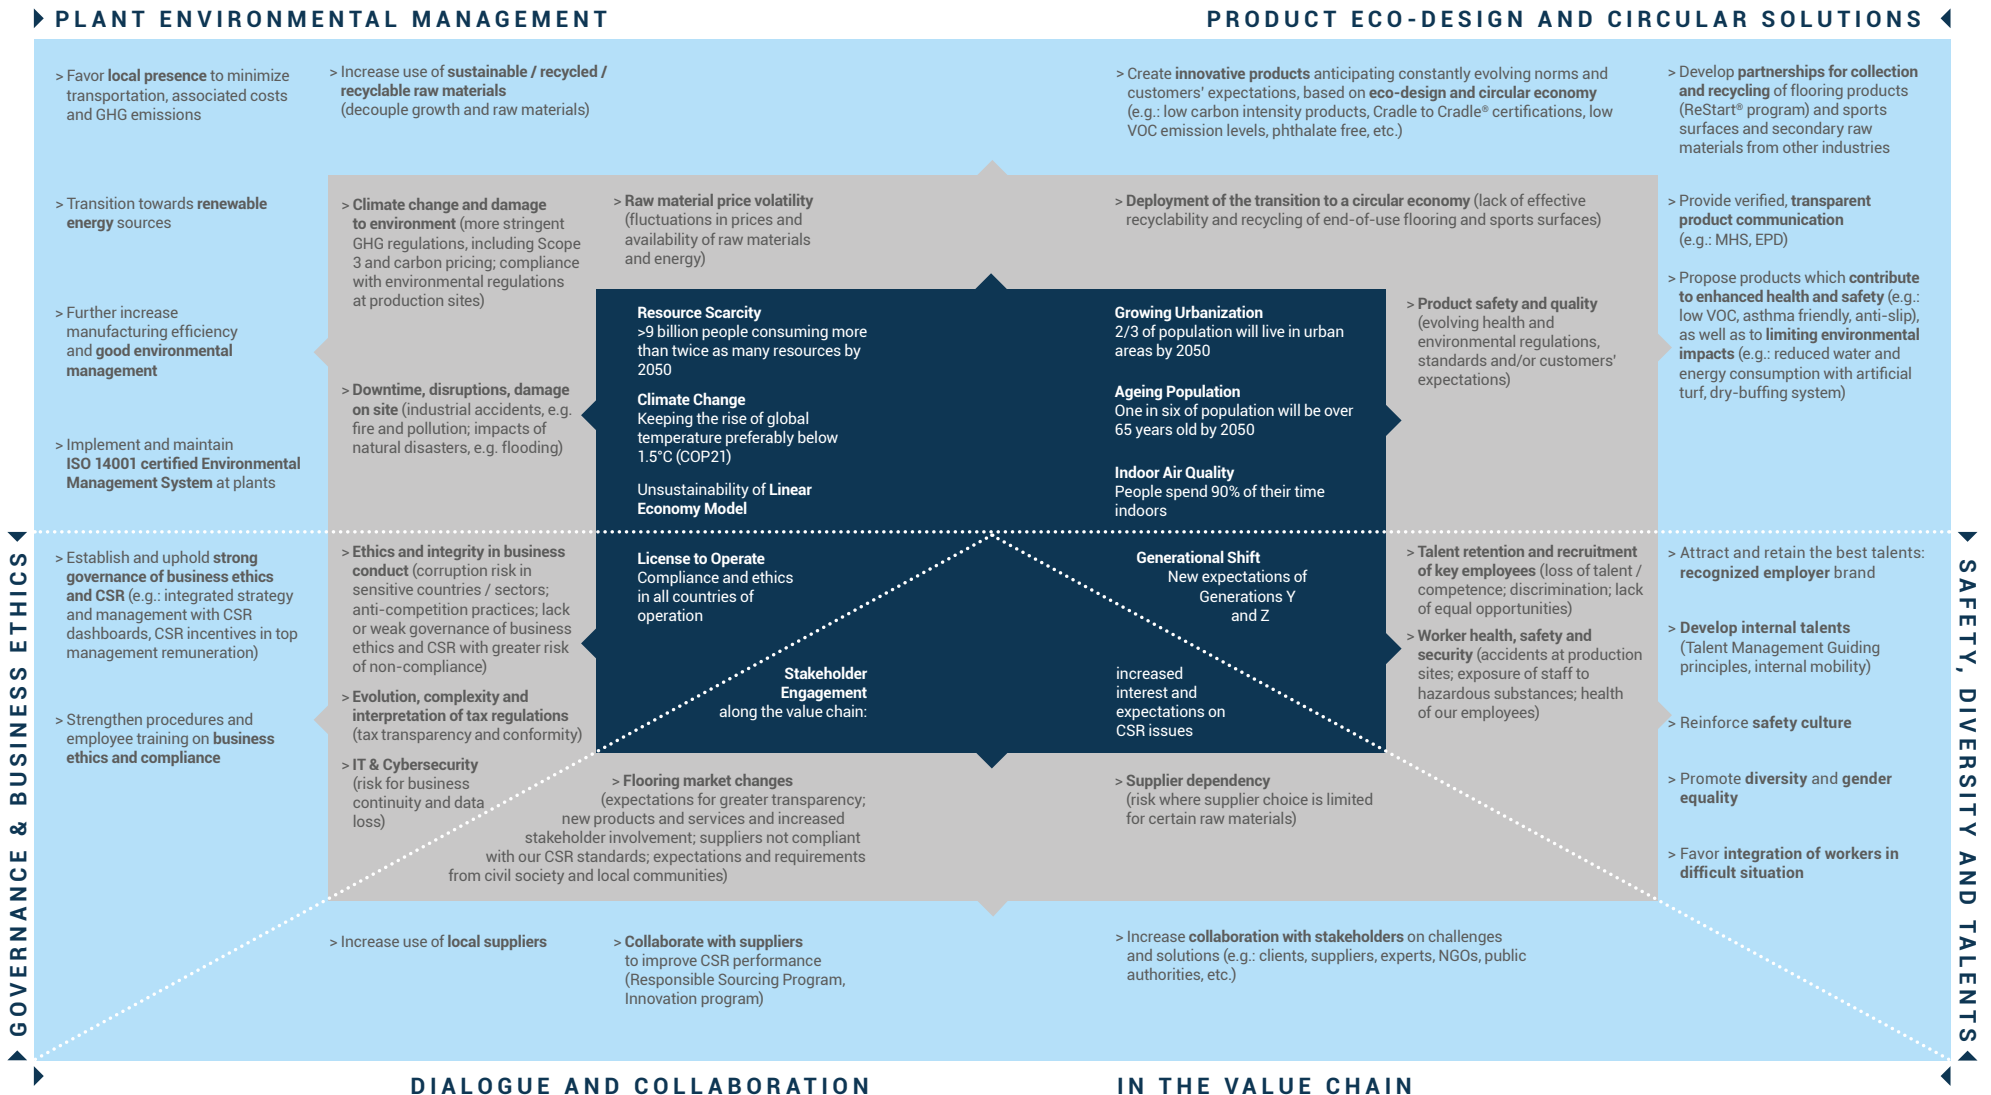 PLANT ENVIRONMENTAL MANAGEMENT
PRODUCT ECO-DESIGN AND CIRCULAR SOLUTIONS
> Favor local presence to minimize
transportation, associated costs
and GHG emissions
> Increase use of sustainable / recycled /
recyclable raw materials
(decouple growth and raw materials)
> Create innovative products anticipating constantly evolving norms and
customers' expectations, based on eco-design and circular economy
(e.g.: low carbon intensity products, Cradle to Cradle® certifications, low
VOC emission levels, phthalate free, etc.)
> Develop partnerships for collection
and recycling of flooring products
(ReStart® program) and sports
surfaces and secondary raw
materials from other industries
> Transition towards renewable
energy sources
> Further increase
manufacturing efficiency
and good environmental
management
> Implement and maintain
ISO 14001 certified Environmental
Management System at plants
> Climate change and damage
to environment (more stringent
GHG regulations, including Scope
3 and carbon pricing; compliance
with environmental regulations
at production sites)
> Downtime, disruptions, damage
on site (industrial accidents, e.g.
fire and pollution; impacts of
natural disasters, e.g. flooding)
> Raw material price volatility
(fluctuations in prices and
availability of raw materials
and energy)
> Deployment of the transition to a circular economy (lack of effective
recyclability and recycling of end-of-use flooring and sports surfaces)
> Provide verified, transparent
product communication
(e.g.: MHS, EPD)
> Propose products which contribute
to enhanced health and safety (e.g.:
low VOC, asthma friendly, anti-slip),
as well as to limiting environmental
impacts (e.g.: reduced water and
energy consumption with artificial
turf, dry-buffing system)
Resource Scarcity
>9 billion people consuming more
than twice as many resources by
2050
Climate Change
Keeping the rise of global
temperature preferably below
1.5°C (COP21)
Unsustainability of Linear
Economy Model
Growing Urbanization
2/3 of population will live in urban
areas by 2050
Ageing Population
One in six of population will be over
65 years old by 2050
Indoor Air Quality
People spend 90% of their time
indoors
> Product safety and quality
(evolving health and
environmental regulations,
standards and/or customers'
expectations)
GOVERNANCE & BUSINESS ETHICS
> Establish and uphold strong
governance of business ethics
and CSR (e.g.: integrated strategy
and management with CSR
dashboards, CSR incentives in top
management remuneration)
> Strengthen procedures and
employee training on business
ethics and compliance
> Ethics and integrity in business
conduct (corruption risk in
sensitive countries / sectors;
anti-competition practices; lack
or weak governance of business
ethics and CSR with greater risk
of non-compliance)
> Evolution, complexity and
interpretation of tax regulations
(tax transparency and conformity)
> IT & Cybersecurity
(risk for business
continuity and data
loss)
License to Operate
Compliance and ethics
in all countries of
operation
Generational Shift
New expectations of
Generations Y
and Z
Stakeholder
Engagement
along the value chain:
increased
interest and
expectations on
CSR issues
> Talent retention and recruitment
of key employees (loss of talent /
competence; discrimination; lack
of equal opportunities)
> Worker health, safety and
security (accidents at production
sites; exposure of staff to
hazardous substances; health
of our employees)
> Attract and retain the best talents:
recognized employer brand
> Develop internal talents
(Talent Management Guiding
principles, internal mobility)
> Reinforce safety culture
> Promote diversity and gender
equality
> Favor integration of workers in
difficult situation
SAFETY, DIVERSITY AND TALENTS
> Flooring market changes
(expectations for greater transparency;
new products and services and increased
stakeholder involvement; suppliers not compliant
with our CSR standards; expectations and requirements
from civil society and local communities)
> Supplier dependency
(risk where supplier choice is limited
for certain raw materials)
> Increase use of local suppliers
> Collaborate with suppliers
to improve CSR performance
(Responsible Sourcing Program,
Innovation program)
> Increase collaboration with stakeholders on challenges
and solutions (e.g.: clients, suppliers, experts, NGOs, public
authorities, etc.)
DIALOGUE AND COLLABORATION
IN THE VALUE CHAIN